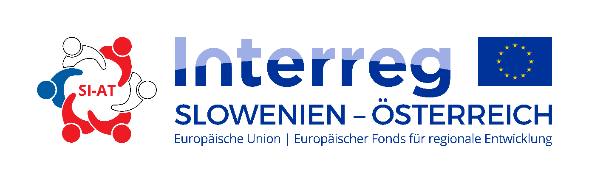 SI-AT
Interreg
SLOWENIEN – ÖSTERREICH
Europäische Union | Europäischer Fonds für regionale Entwicklung